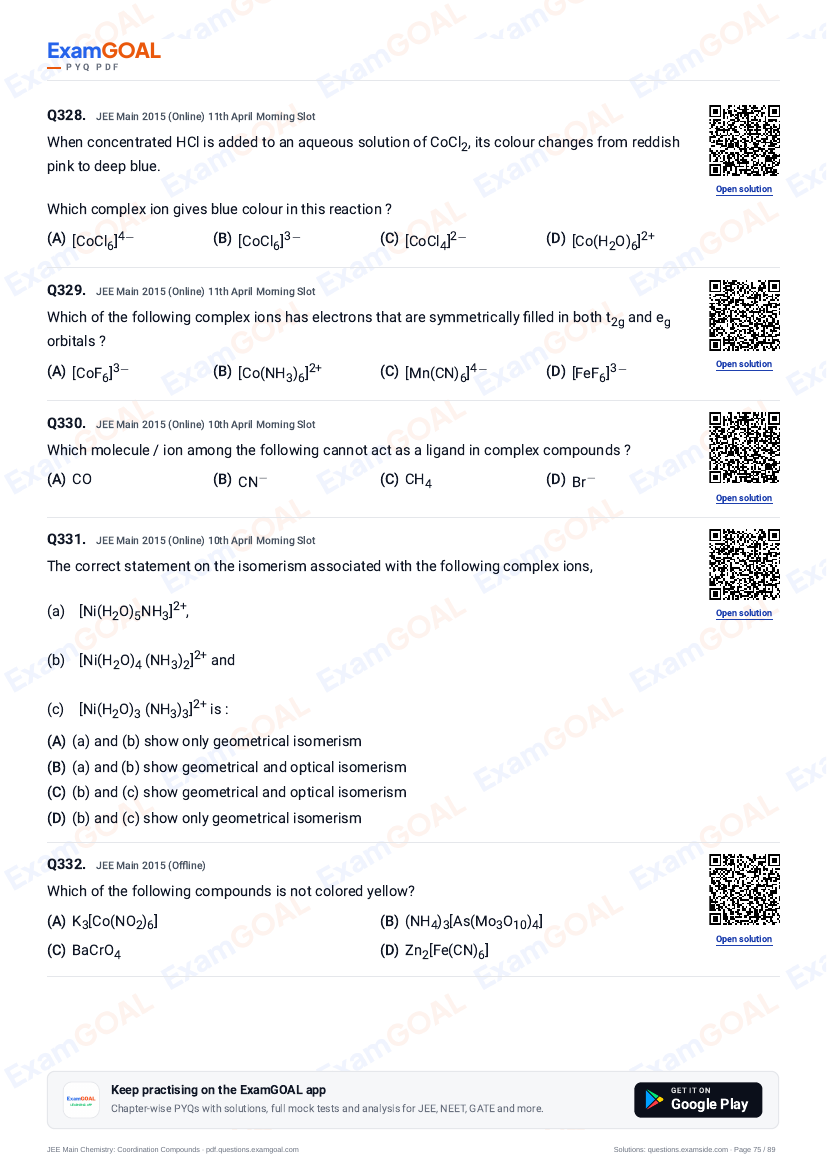 ExamGOAL
PYQ PDF
Q328. JEE Main 2015 (Online) 11th April Morning Slot
When concentrated HCl is added to an aqueous solution of CoCl₂, its colour changes from reddish
pink to deep blue.
Open solution
Which complex ion gives blue colour in this reaction ?
(A) [CoCl₆]⁴⁻ (B) [CoCl₆]³⁻ (C) [CoCl₄]²⁻ (D) [Co(H₂O)₆]²⁺
Q329. JEE Main 2015 (Online) 11th April Morning Slot
Which of the following complex ions has electrons that are symmetrically filled in both t₂g and eg
orbitals ?
Open solution
(A) [CoF₆]³⁻ (B) [Co(NH₃)₆]²⁺ (C) [Mn(CN)₆]⁴⁻ (D) [FeF₆]³⁻
Q330. JEE Main 2015 (Online) 10th April Morning Slot
Which molecule / ion among the following cannot act as a ligand in complex compounds ?
(A) CO (B) CN⁻ (C) CH₄ (D) Br⁻
Open solution
Q331. JEE Main 2015 (Online) 10th April Morning Slot
The correct statement on the isomerism associated with the following complex ions,
(a) [Ni(H₂O)₅NH₃]²⁺,
Open solution
(b) [Ni(H₂O)₄ (NH₃)₂]²⁺ and
(c) [Ni(H₂O)₃ (NH₃)₃]²⁺ is :
(A) (a) and (b) show only geometrical isomerism
(B) (a) and (b) show geometrical and optical isomerism
(C) (b) and (c) show geometrical and optical isomerism
(D) (b) and (c) show only geometrical isomerism
Q332. JEE Main 2015 (Offline)
Which of the following compounds is not colored yellow?
(A) K₃[Co(NO₂)₆] (B) (NH₄)₃[As(Mo₃O₁₀)₄]
(C) BaCrO₄ (D) Zn₂[Fe(CN)₆]
Open solution
ExamGOAL
Keep practising on the ExamGOAL app
Chapter-wise PYQs with solutions, full mock tests and analysis for JEE, NEET, GATE and more.
GET IT ON
Google Play
JEE Main Chemistry: Coordination Compounds · pdf.questions.examgoal.com Solutions: questions.examside.com · Page 75 / 89